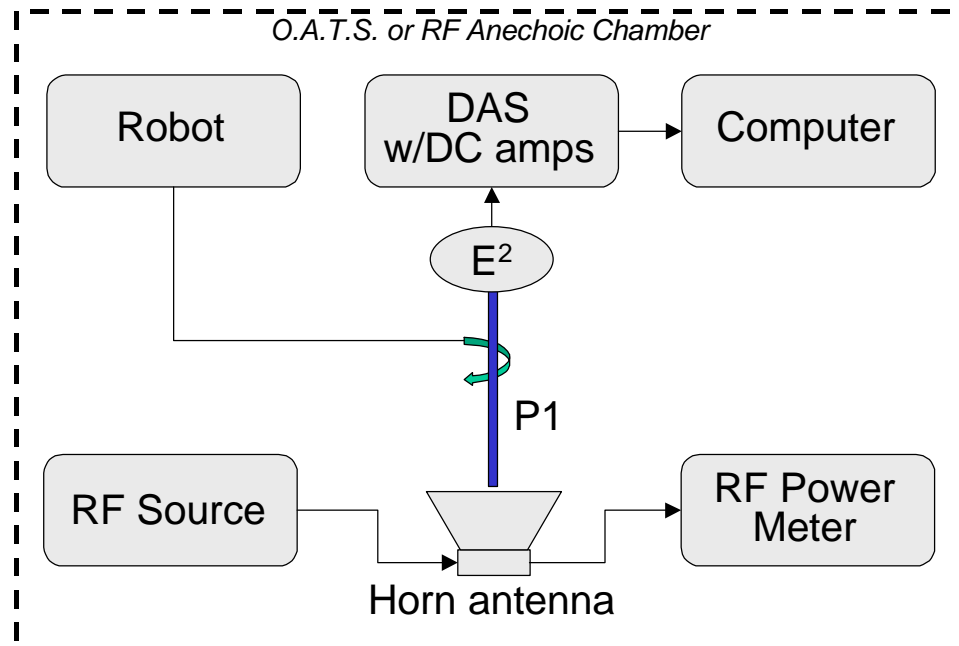 O.A.T.S. or RF Anechoic Chamber
Robot
DAS
w/DC amps
Computer
E²
P1
RF Source
RF Power
Meter
Horn antenna